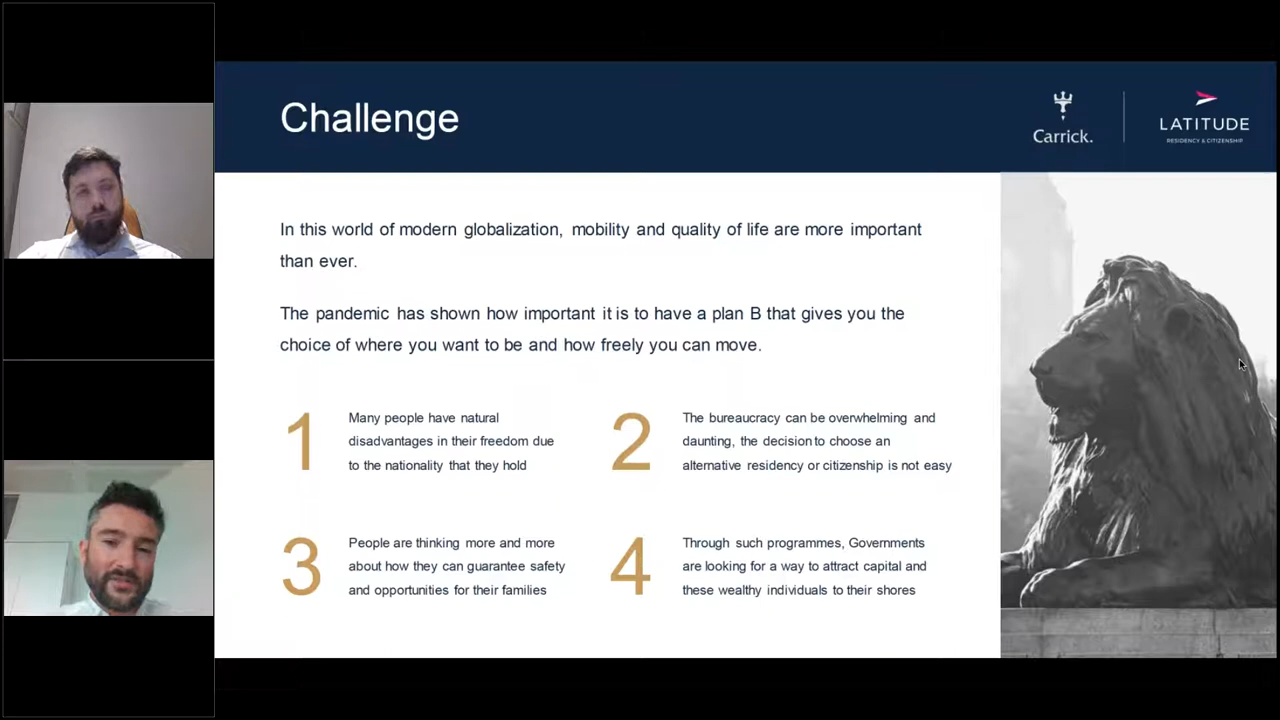 Challenge
Carrick.
LATITUDE
RESIDENCY & CITIZENSHIP
In this world of modern globalization, mobility and quality of life are more important
than ever.
The pandemic has shown how important it is to have a plan B that gives you the
choice of where you want to be and how freely you can move.
1
Many people have natural
disadvantages in their freedom due
to the nationality that they hold
2
The bureaucracy can be overwhelming and
daunting, the decision to choose an
alternative residency or citizenship is not easy
3
People are thinking more and more
about how they can guarantee safety
and opportunities for their families
4
Through such programmes, Governments
are looking for a way to attract capital and
these wealthy individuals to their shores